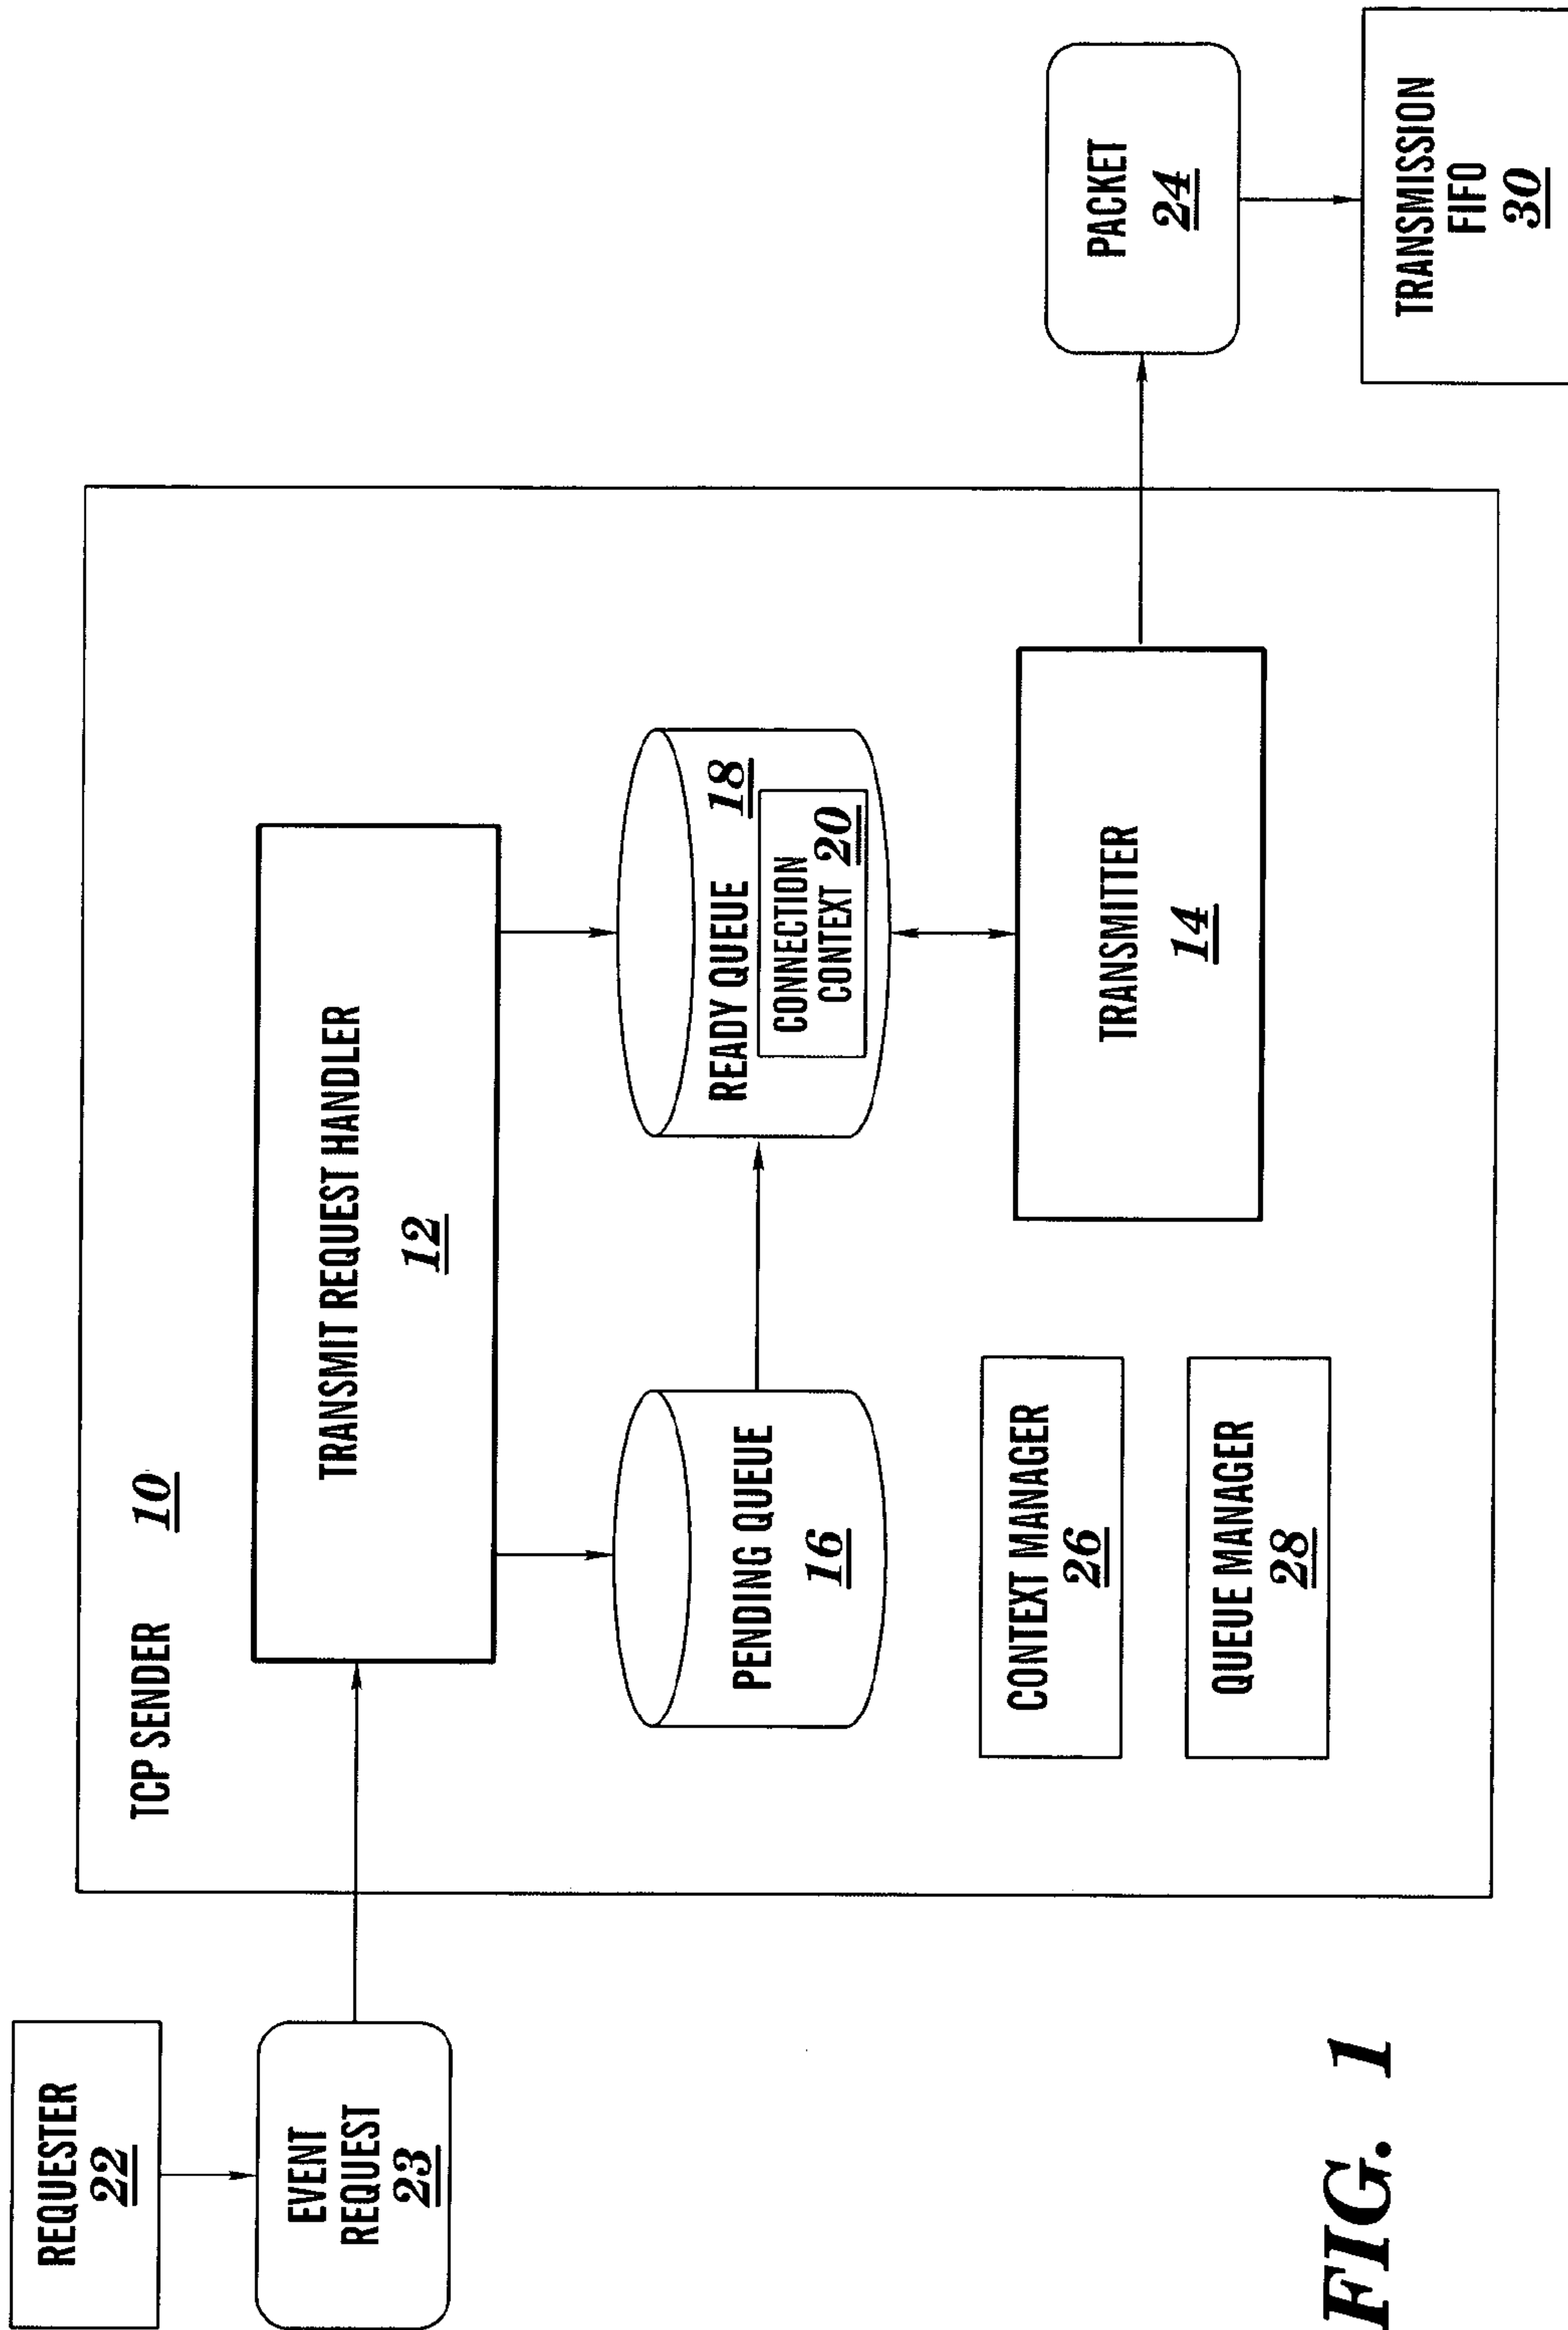 REQUESTER
22
EVENT
REQUEST
23
TCP SENDER 10
TRANSMIT REQUEST HANDLER
12
PENDING QUEUE
16
READY QUEUE 18
CONNECTION
CONTEXT 20
CONTEXT MANAGER
26
QUEUE MANAGER
28
TRANSMITTER
14
PACKET
24
TRANSMISSION
FIFO
30
FIG. 1